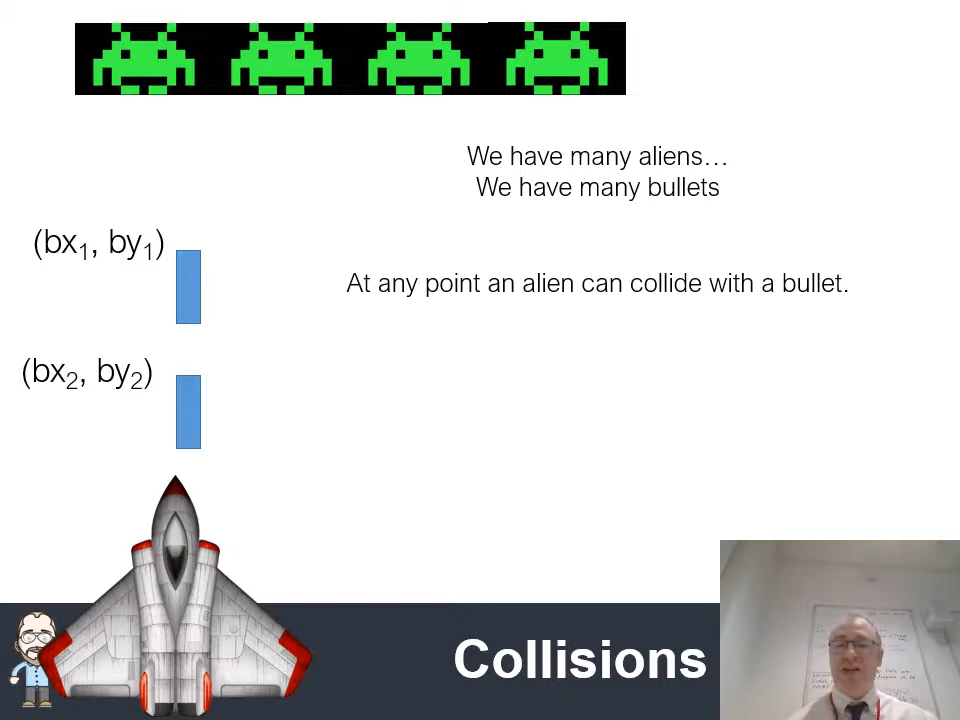 We have many aliens…
We have many bullets
(bx₁, by₁)
At any point an alien can collide with a bullet.
(bx₂, by₂)
Collisions